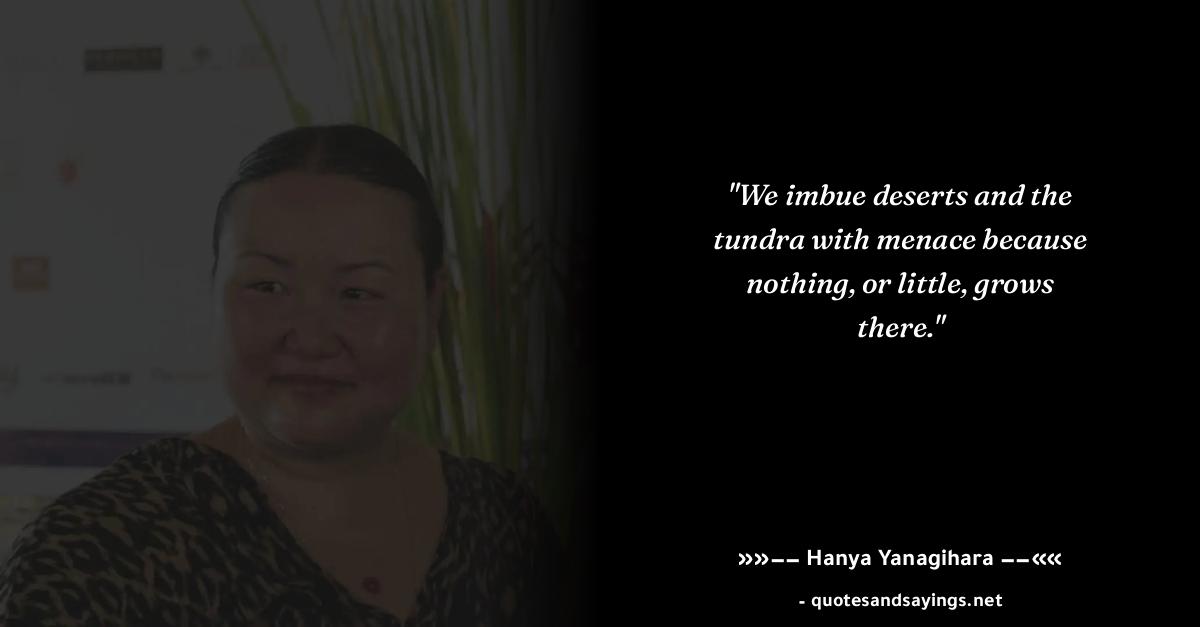 "We imbue deserts and the
tundra with menace because
nothing, or little, grows
there."
»»–– Hanya Yanagihara ––««
- quotesandsayings.net